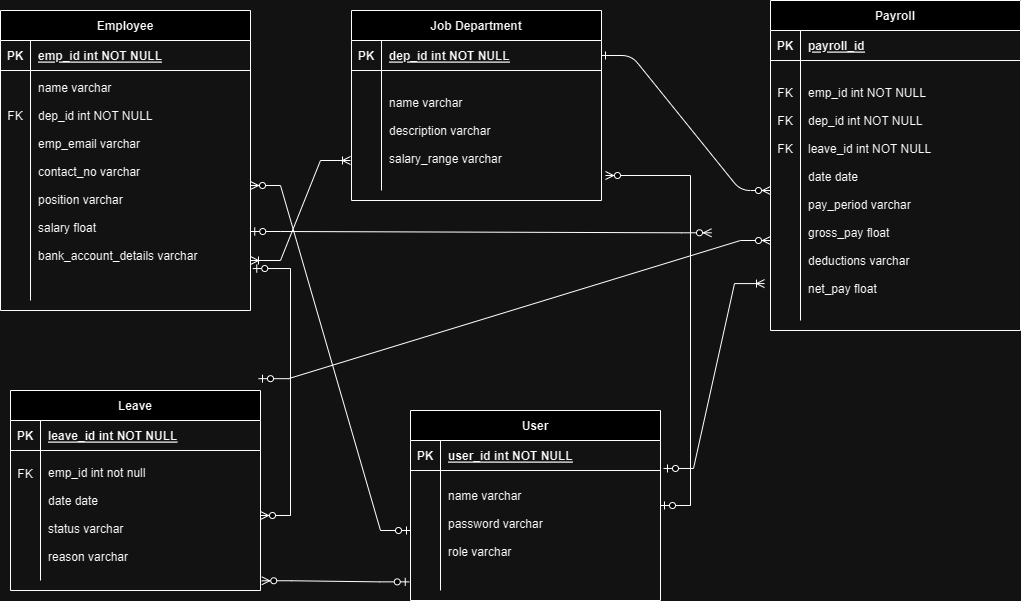 Employee
PK emp_id int NOT NULL
name varchar
FK dep_id int NOT NULL
emp_email varchar
contact_no varchar
position varchar
salary float
bank_account_details varchar
Job Department
PK dep_id int NOT NULL
name varchar
description varchar
salary_range varchar
Payroll
PK payroll_id
FK emp_id int NOT NULL
FK dep_id int NOT NULL
FK leave_id int NOT NULL
date date
pay_period varchar
gross_pay float
deductions varchar
net_pay float
Leave
PK leave_id int NOT NULL
FK emp_id int not null
date date
status varchar
reason varchar
User
PK user_id int NOT NULL
name varchar
password varchar
role varchar